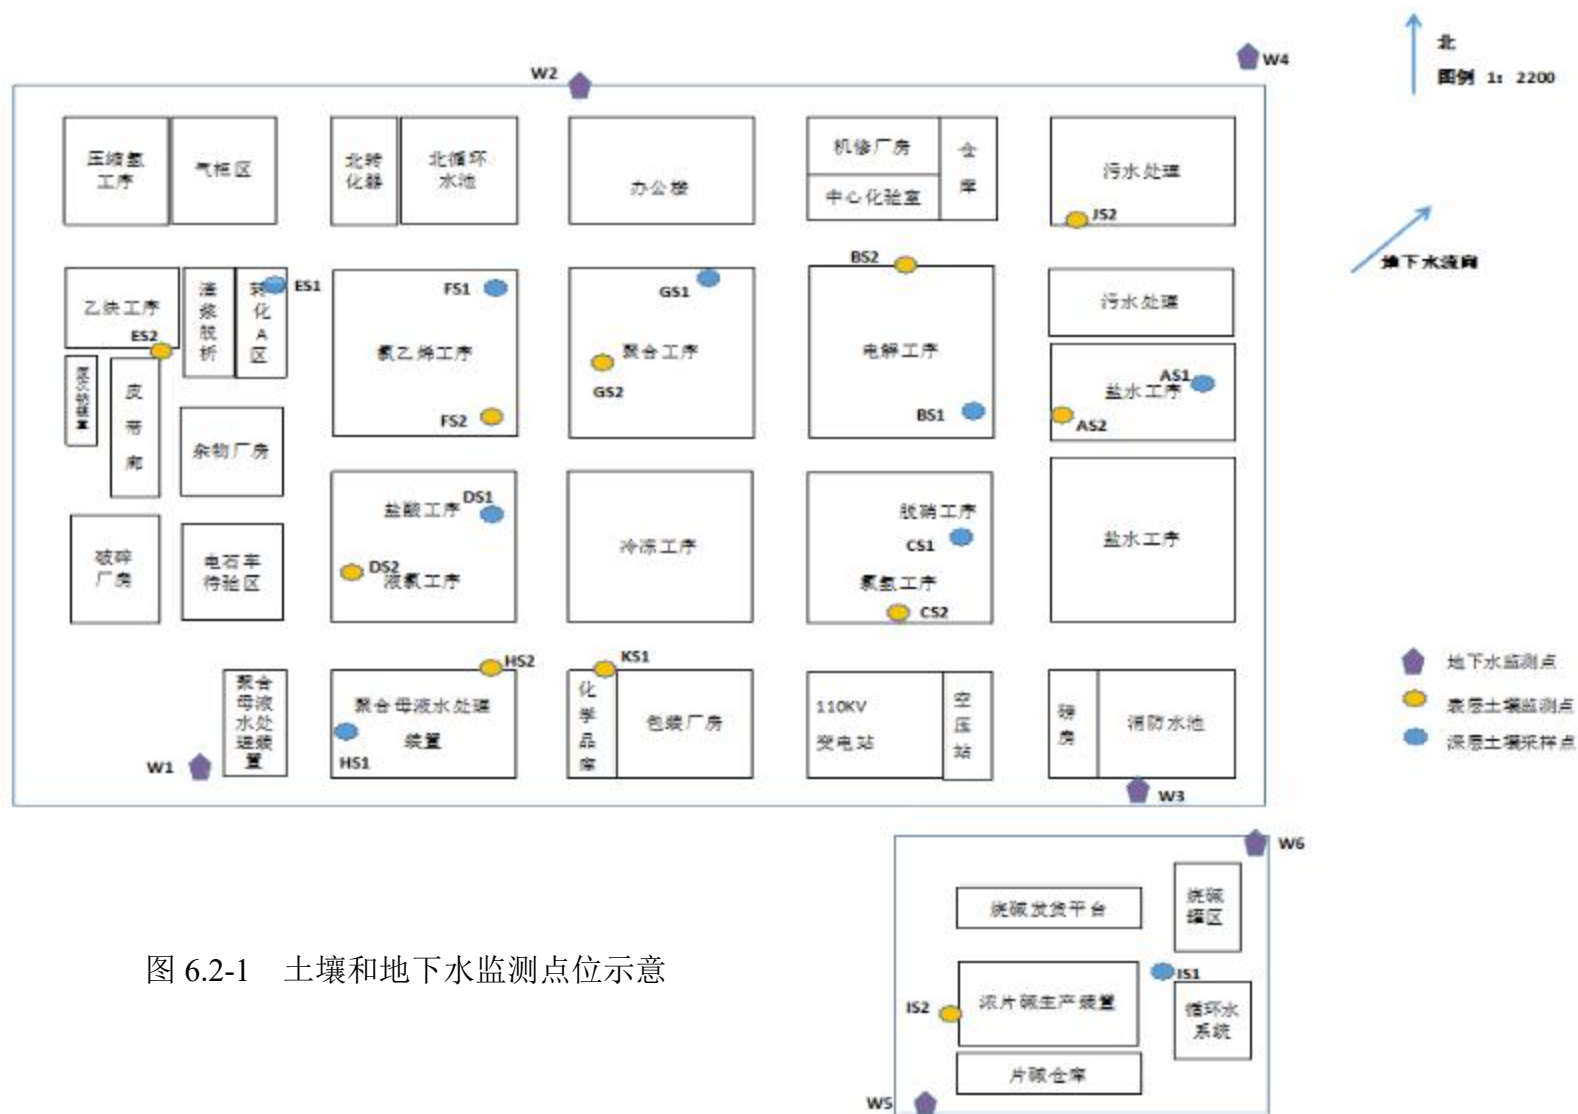 W2
W4
北
图例 1：2200
压缩氢
工序
气柜区
北转
化器
北循环
水池
办公楼
机修厂房
中心化验室
仓
库
污水处理
JS2
地下水流向
BS2
乙炔工序
ES2
渣
浆
脱
析
转
化
A
区
ES1
FS1
氯乙烯工序
FS2
GS1
聚合工序
GS2
电解工序
BS1
污水处理
AS1
盐水工序
AS2
皮
带
廊
杂物厂房
盐酸工序
DS1
DS2
液氯工序
冷冻工序
脱硝工序
CS1
氯氢工序
CS2
盐水工序
破碎
厂房
电石车
待验区
HS2
KS1
聚合
母液
水处
理装
置
W1
聚合母液水处理
装置
HS1
化
学
品
库
包装厂房
110KV
变电站
空
压
站
磅
房
消防水池
W3
地下水监测点
表层土壤监测点
深层土壤采样点
W6
烧碱发货平台
烧碱
罐区
IS1
IS2
浓片碱生产装置
循环水
系统
片碱仓库
W5
图 6.2-1 土壤和地下水监测点位示意